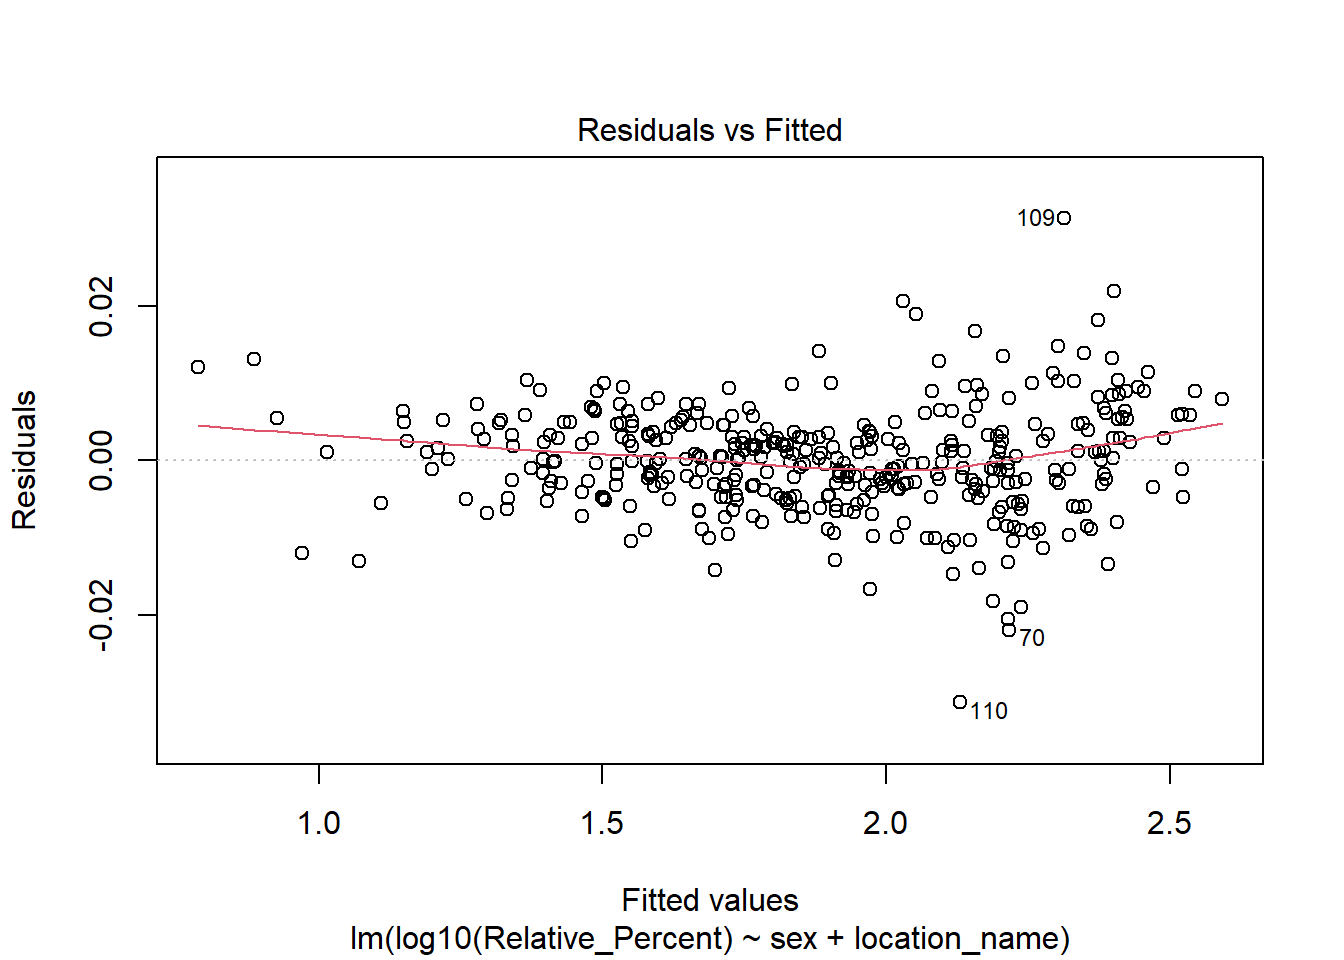 Residuals vs Fitted
Residuals
0.02
0.00
-0.02
109
70
110
1.0 1.5 2.0 2.5
Fitted values
lm(log10(Relative_Percent) ~ sex + location_name)